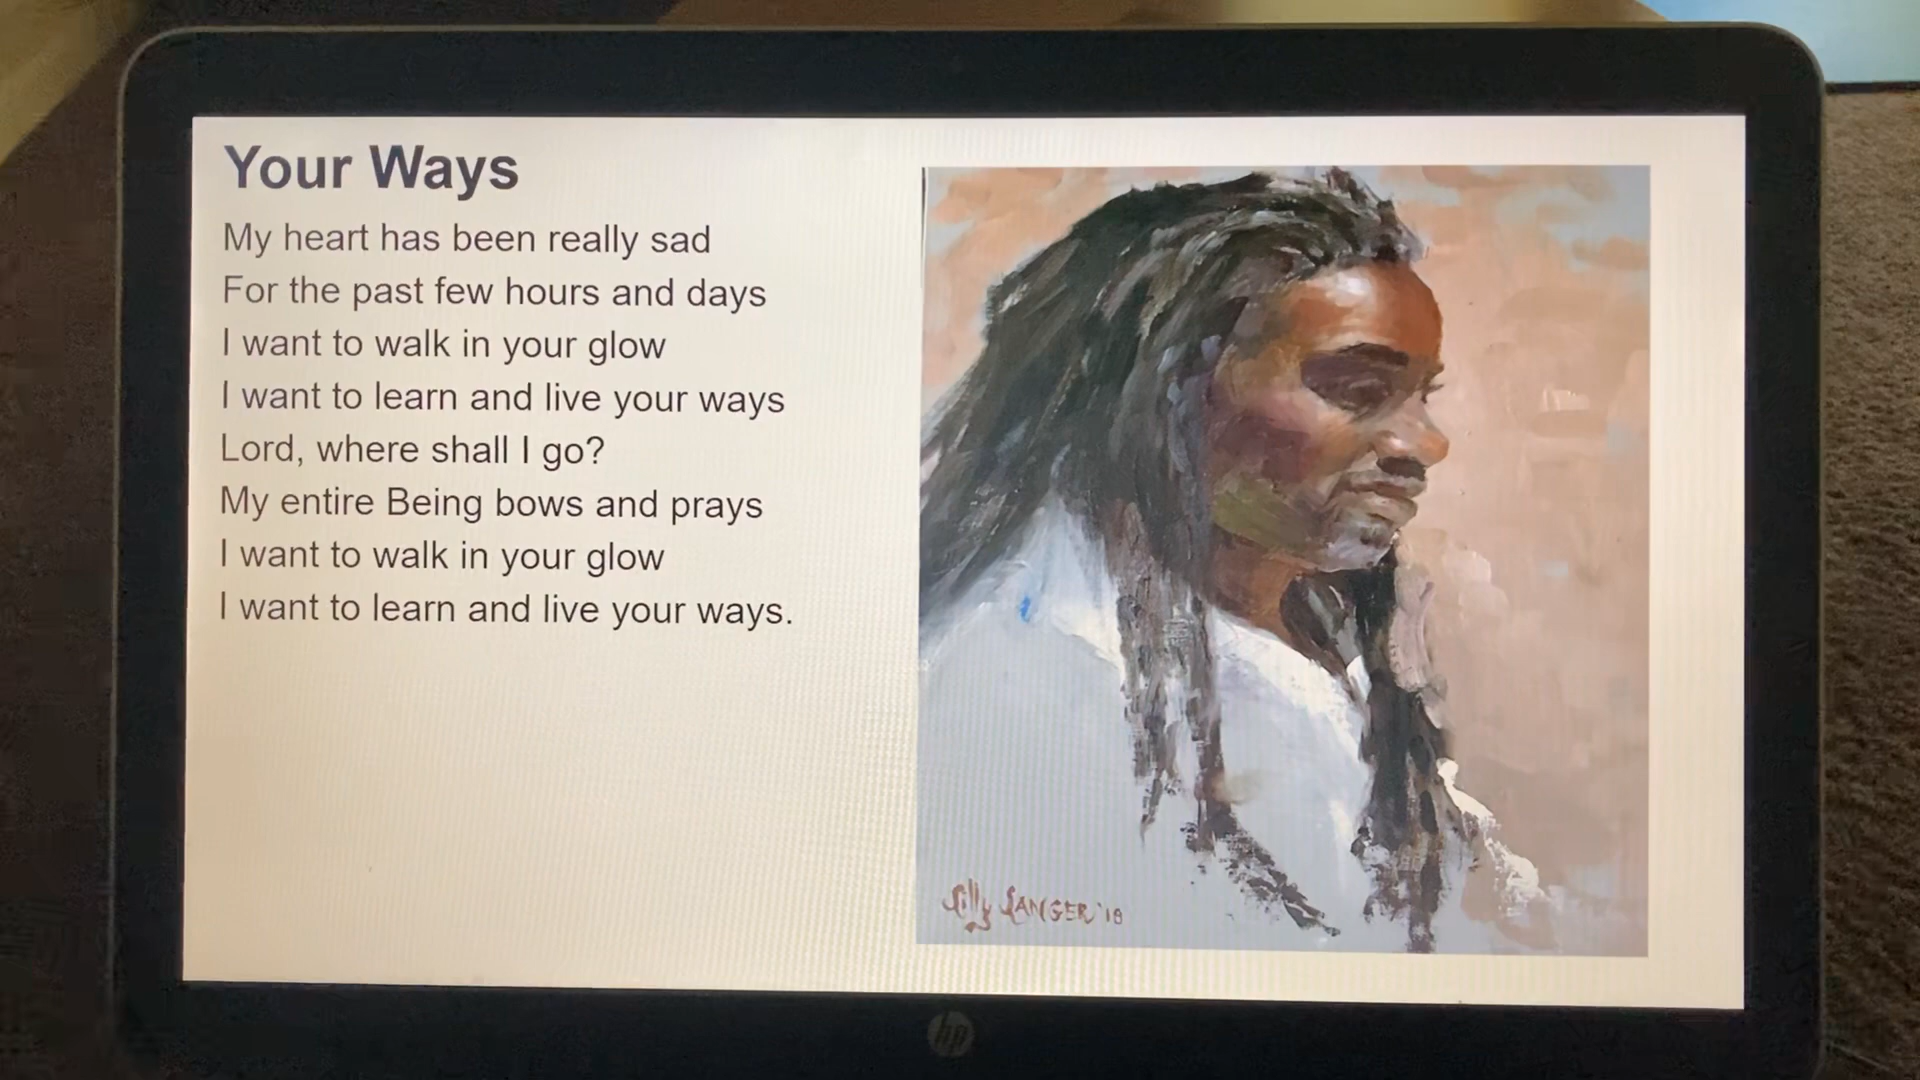 Your Ways
My heart has been really sad
For the past few hours and days
I want to walk in your glow
I want to learn and live your ways
Lord, where shall I go?
My entire Being bows and prays
I want to walk in your glow
I want to learn and live your ways.
Lilly LANGER '18
hp